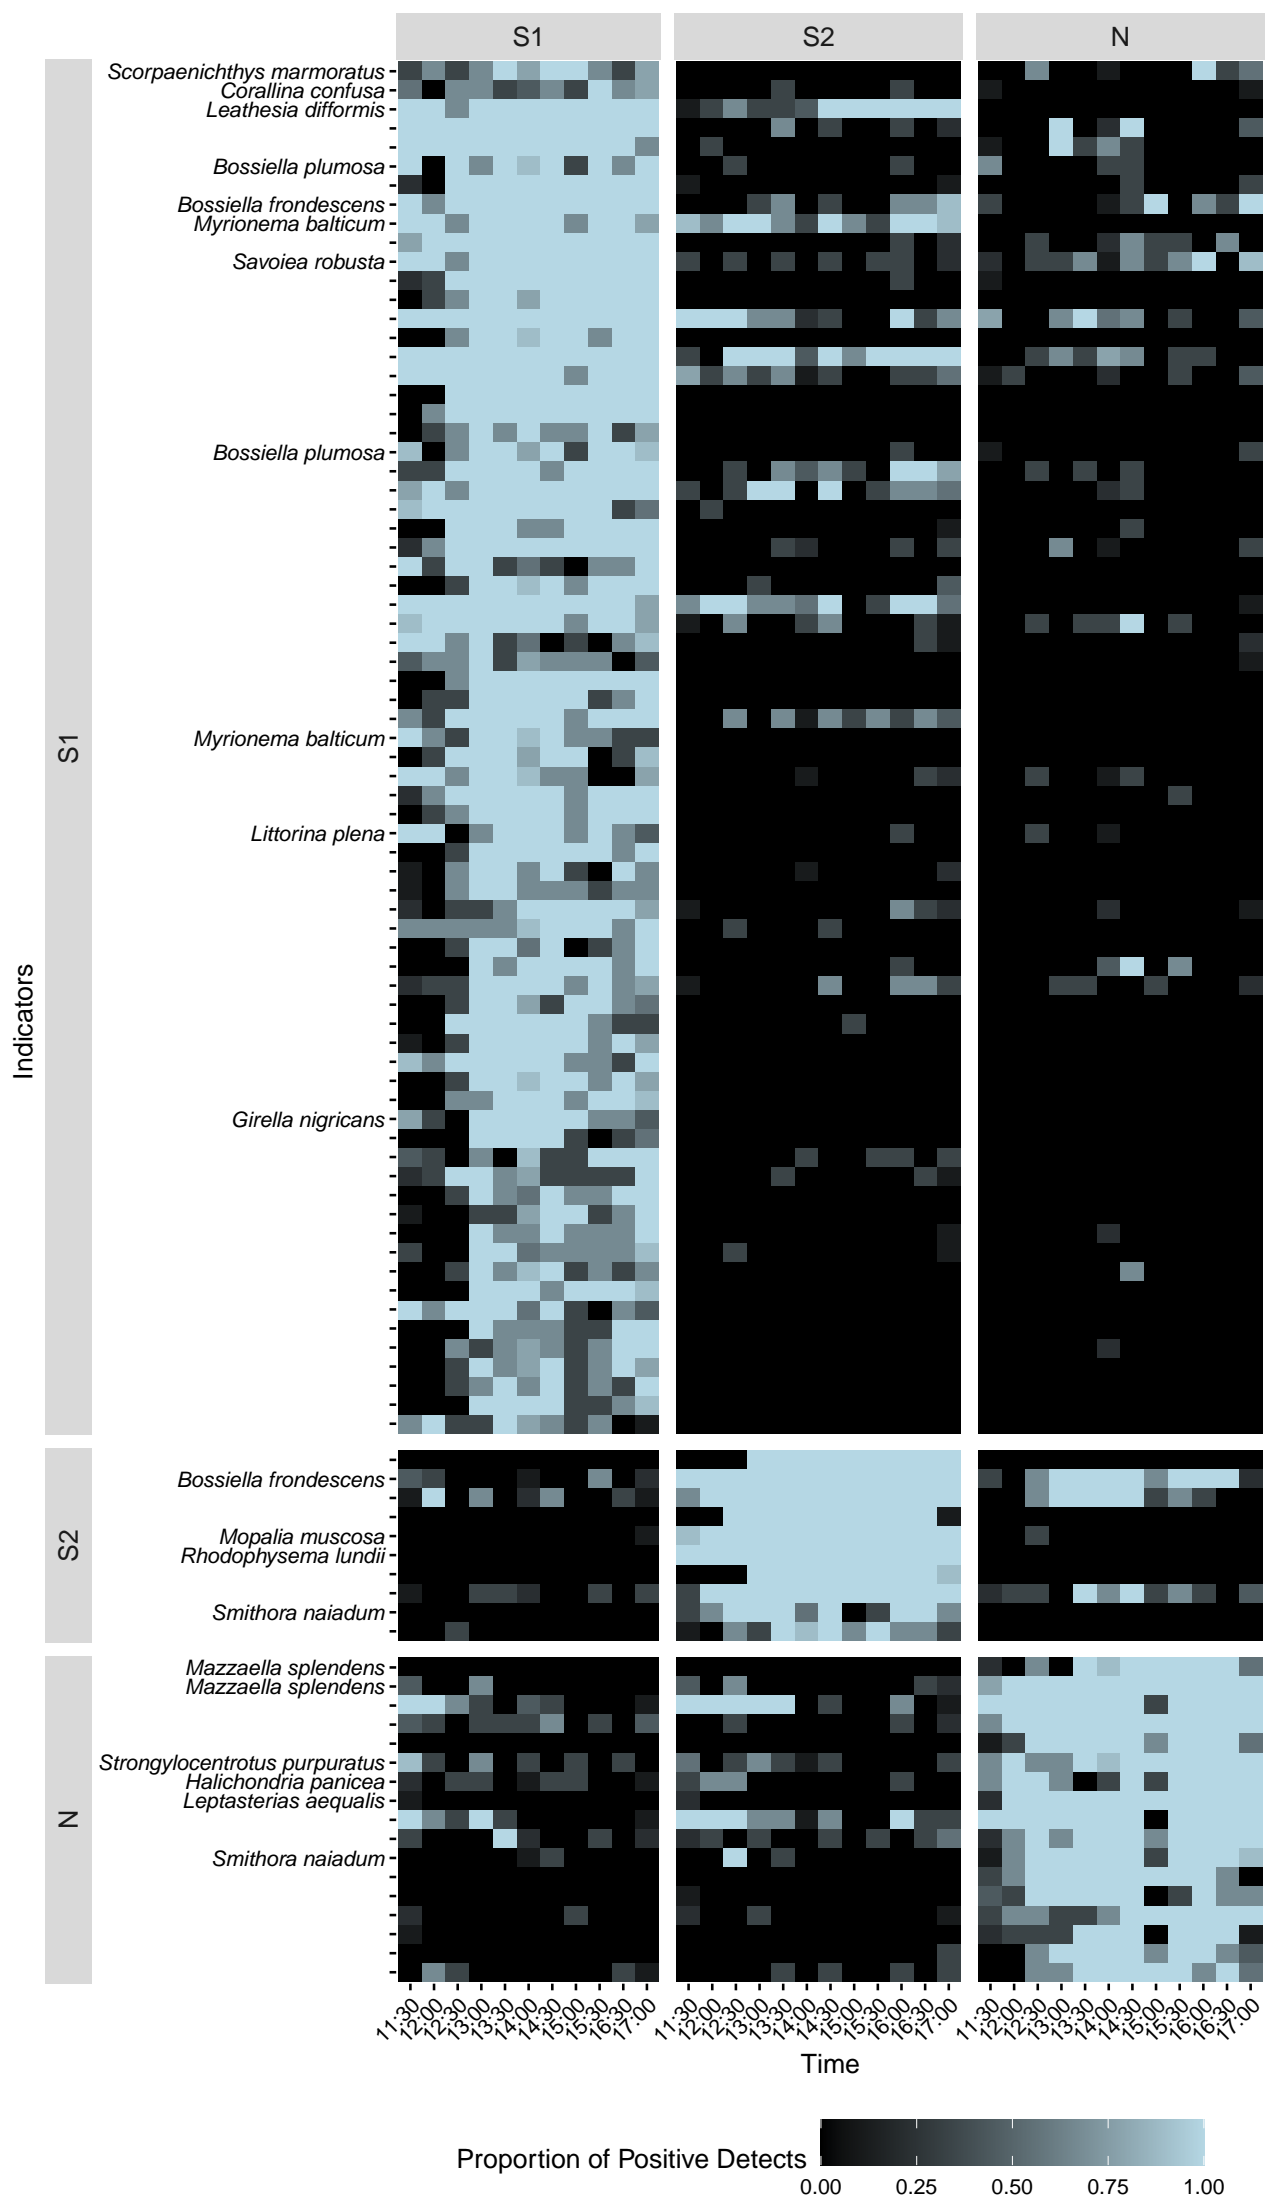 S1
S2
N
Scorpaenichthys marmoratus
Corallina confusa
Leathesia difformis
Bossiella plumosa
Bossiella frondescens
Myrionema balticum
Savoiea robusta
Bossiella plumosa
Myrionema balticum
Littorina plena
Girella nigricans
S1
Indicators
Bossiella frondescens
Mopalia muscosa
Rhodophysema lundii
Smithora naiadum
S2
Mazzaella splendens
Mazzaella splendens
Strongylocentrotus purpuratus
Halichondria panicea
Leptasterias aequalis
Smithora naiadum
N
11:30 12:00 12:30 13:00 13:30 14:00 14:30 15:00 15:30 16:30 17:00
11:30 12:00 12:30 13:00 13:30 14:00 14:30 15:00 15:30 16:00 16:30 17:00
11:30 12:00 12:30 13:00 13:30 14:00 14:30 15:00 15:30 16:00 16:30 17:00
Time
Proportion of Positive Detects
0.00 0.25 0.50 0.75 1.00